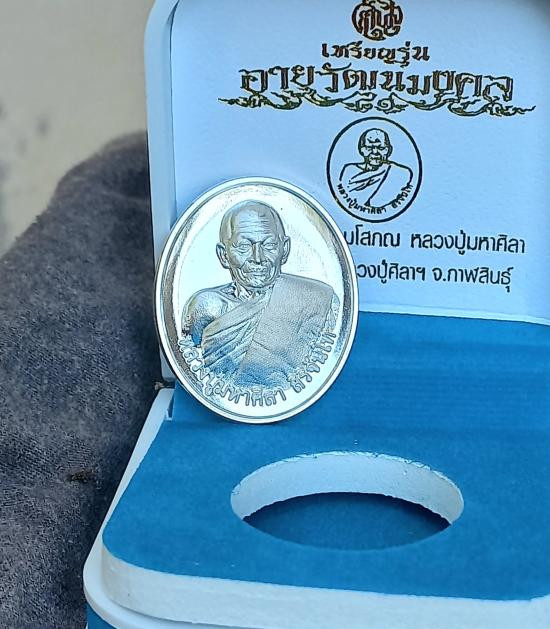 เหรียญรุ่น
อายุวัฒนมงคล
หลวงปู่มหาศิลา สิริจันโท
มโสภณ หลวงปู่มหาศิลา
วงปู่ศิลาฯ จ.กาฬสินธุ์
หลวงปู่มหาศิลา สิริจันโท